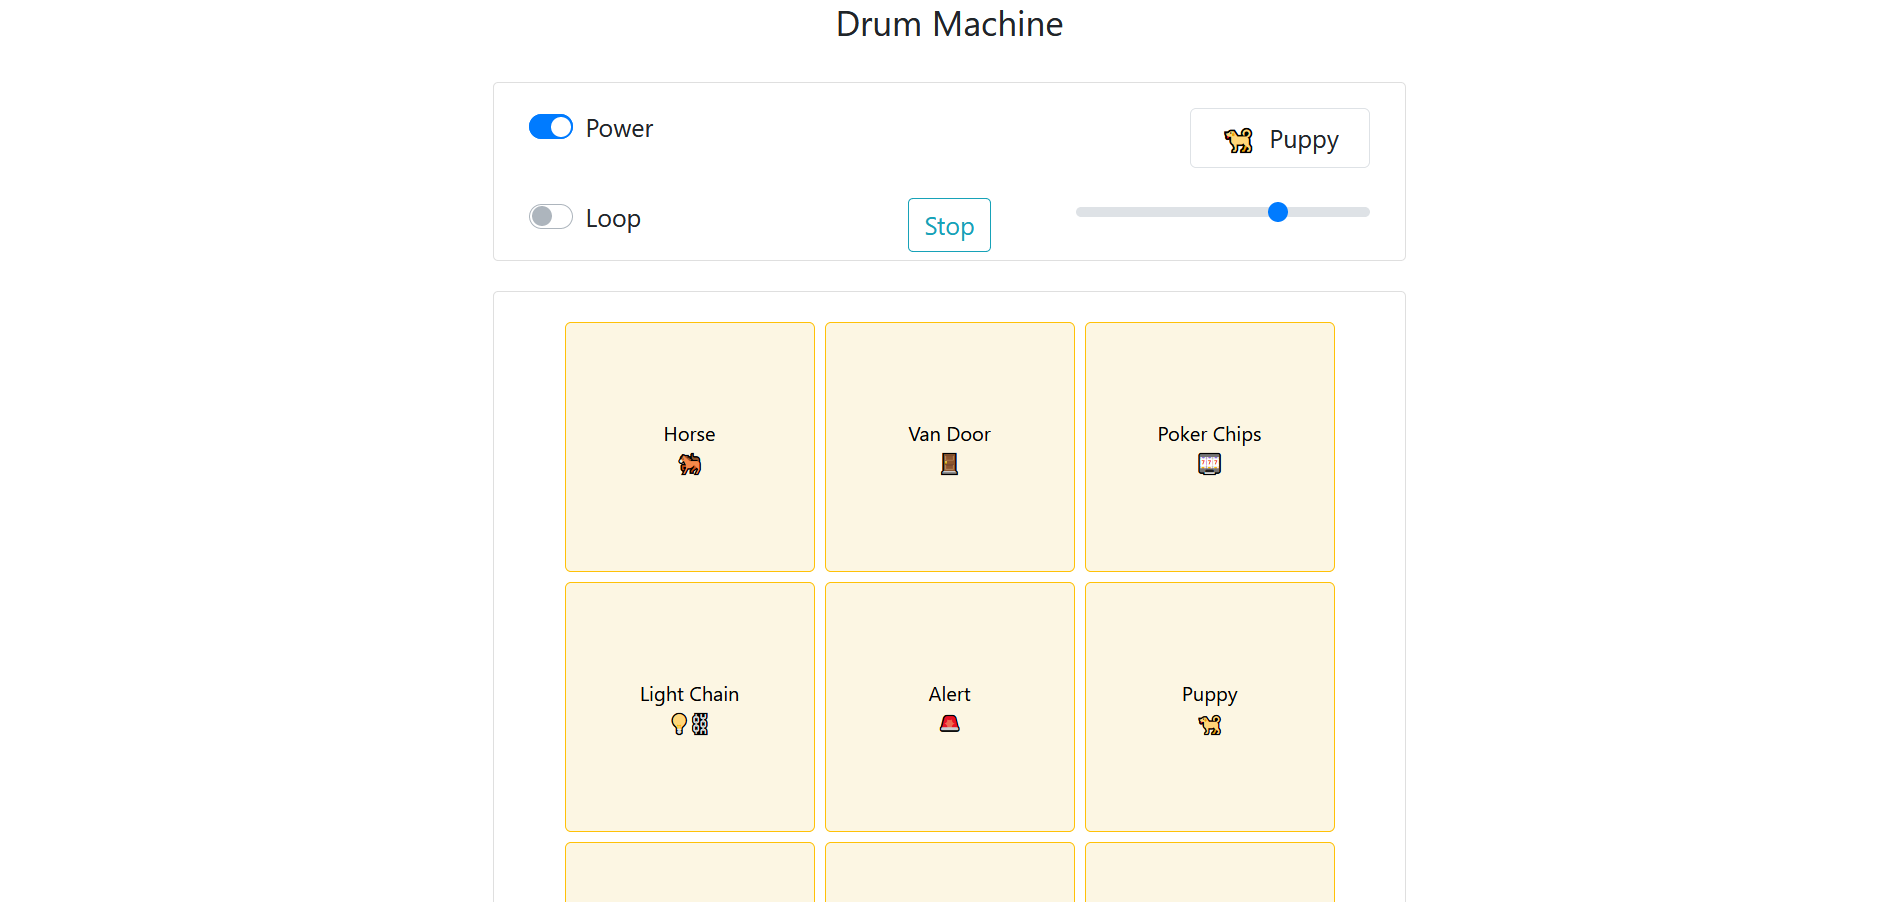 Drum Machine
Power
Puppy
Loop
Stop
Horse
Van Door
Poker Chips
Light Chain
Alert
Puppy